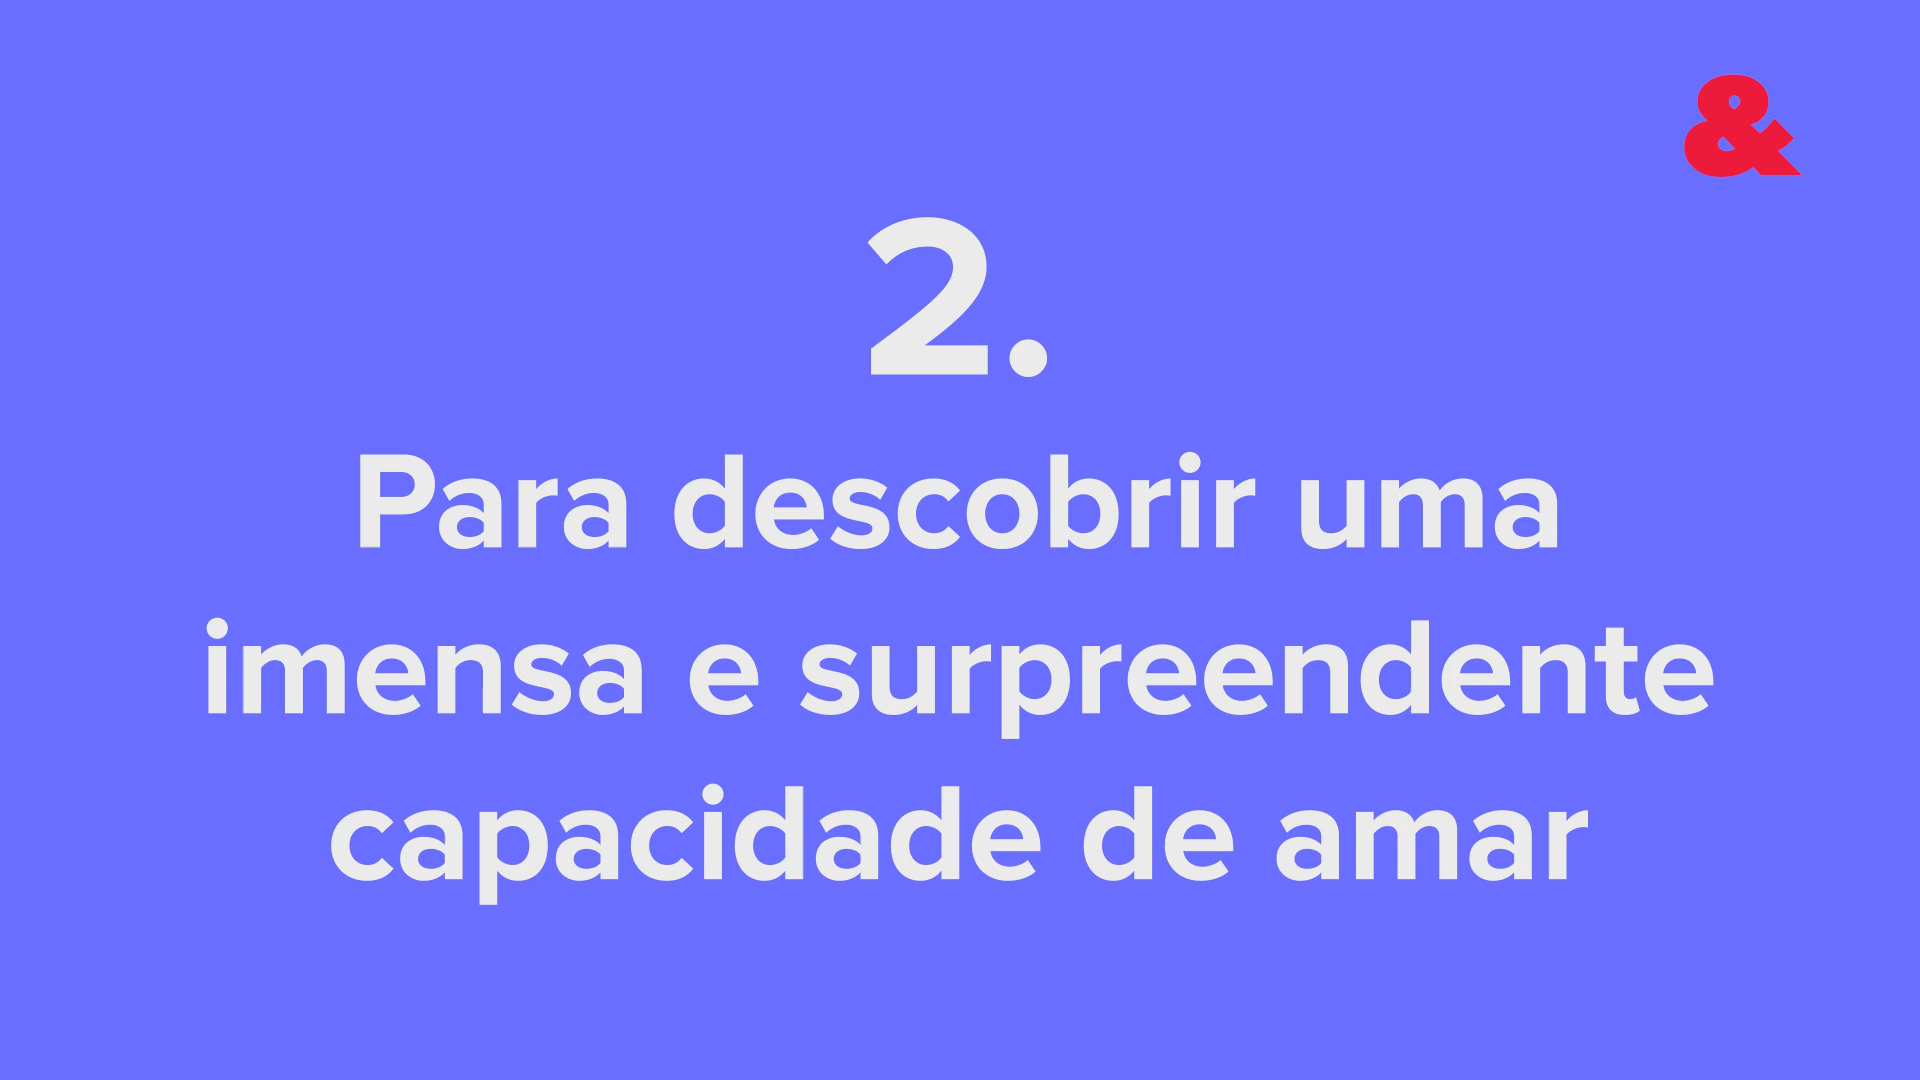 &
2.
Para descobrir uma
imensa e surpreendente
capacidade de amar